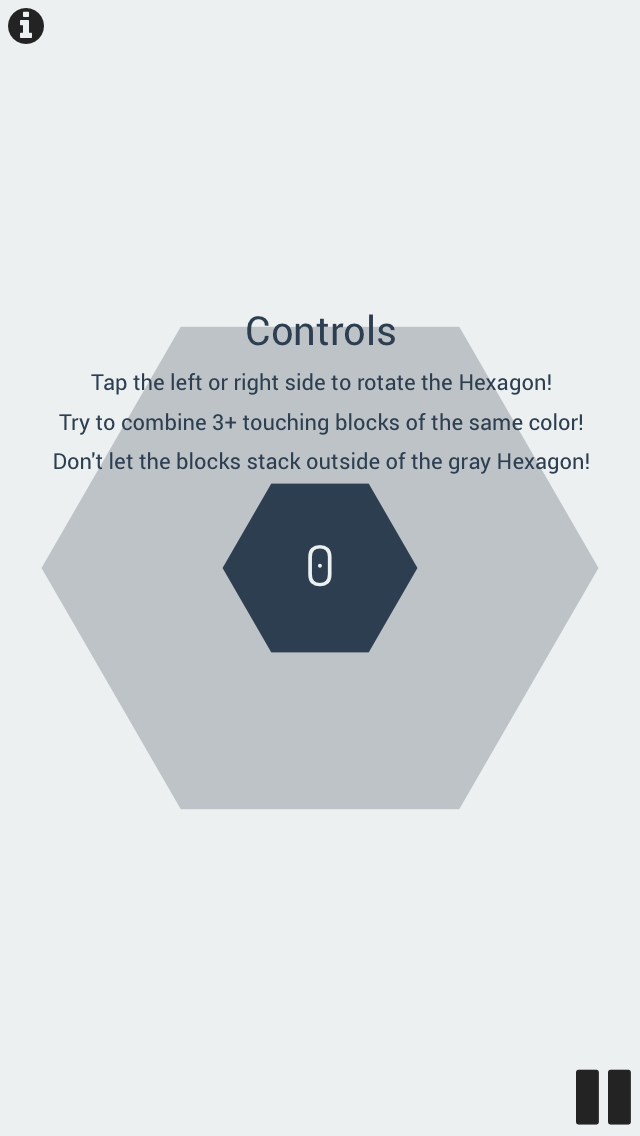 Controls
Tap the left or right side to rotate the Hexagon!
Try to combine 3+ touching blocks of the same color!
Don't let the blocks stack outside of the gray Hexagon!
0